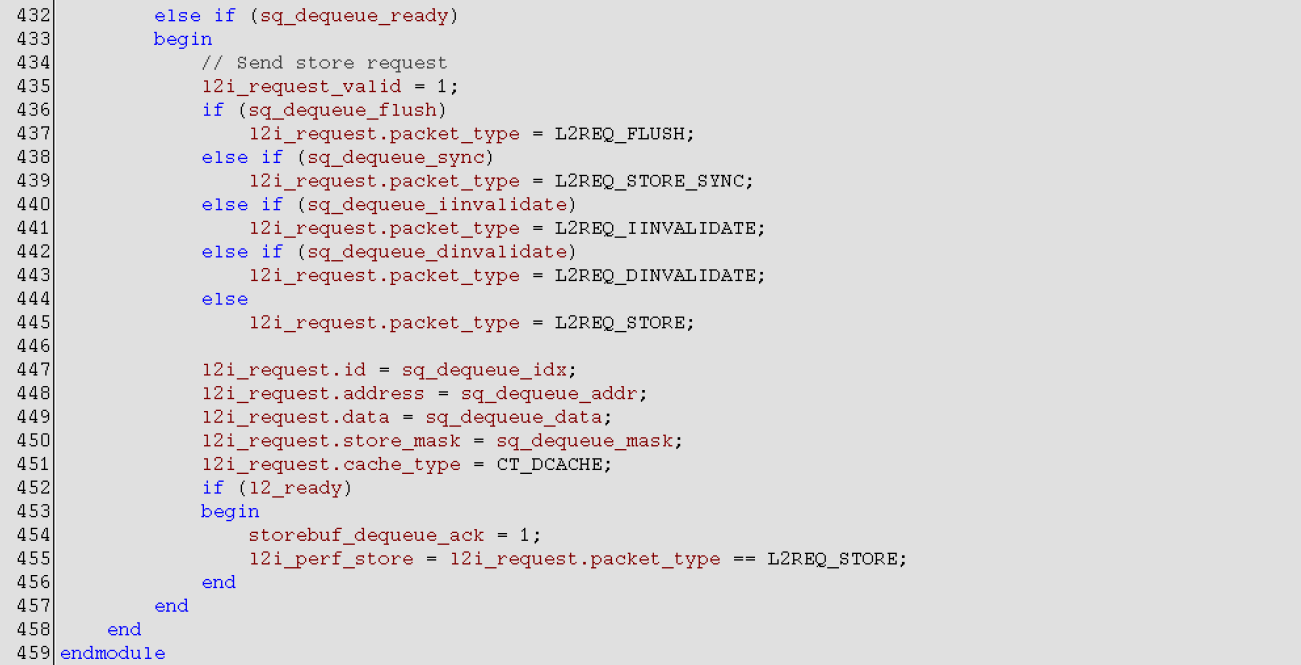 432         else if (sq_dequeue_ready)
433         begin
434             // Send store request
435             l2i_request_valid = 1;
436             if (sq_dequeue_flush)
437                 l2i_request.packet_type = L2REQ_FLUSH;
438             else if (sq_dequeue_sync)
439                 l2i_request.packet_type = L2REQ_STORE_SYNC;
440             else if (sq_dequeue_iinvalidate)
441                 l2i_request.packet_type = L2REQ_IINVALIDATE;
442             else if (sq_dequeue_dinvalidate)
443                 l2i_request.packet_type = L2REQ_DINVALIDATE;
444             else
445                 l2i_request.packet_type = L2REQ_STORE;
446
447             l2i_request.id = sq_dequeue_idx;
448             l2i_request.address = sq_dequeue_addr;
449             l2i_request.data = sq_dequeue_data;
450             l2i_request.store_mask = sq_dequeue_mask;
451             l2i_request.cache_type = CT_DCACHE;
452             if (l2_ready)
453             begin
454                 storebuf_dequeue_ack = 1;
455                 l2i_perf_store = l2i_request.packet_type == L2REQ_STORE;
456             end
457         end
458     end
459 endmodule